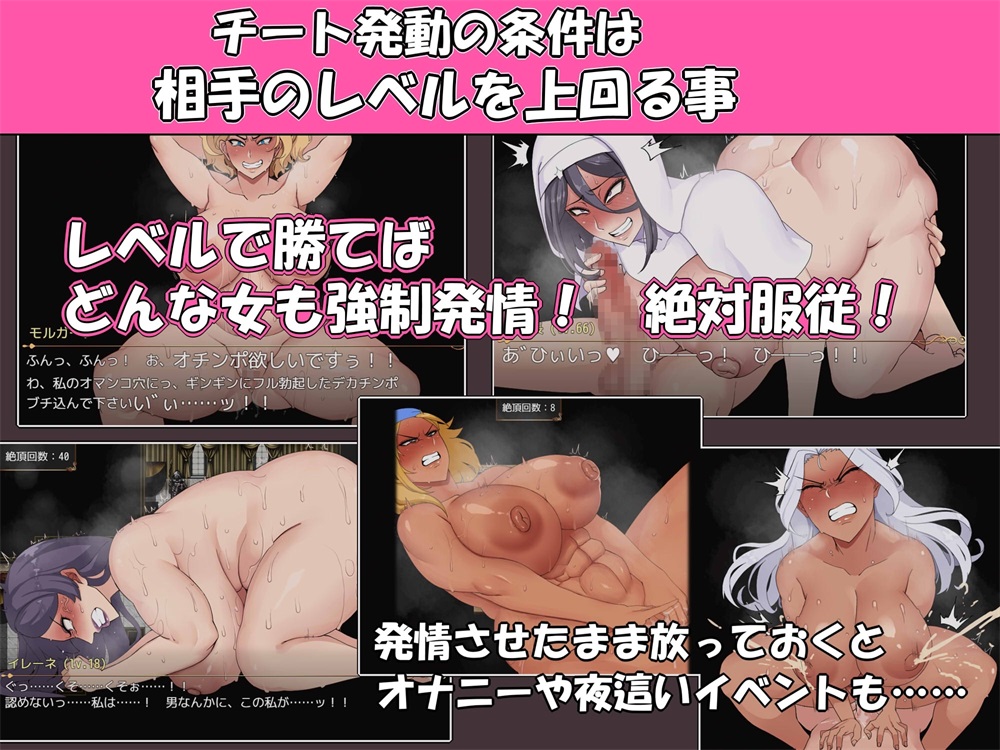 チート発動の条件は
相手のレベルを上回る事
レベルで勝てば
どんな女も強制発情！　絶対服従！
モルガ
ふんっ、ふんっ！　お、オチンポ欲しいですぅ！！
わ、私のオマンコ穴にっ、ギンギンにフル勃起したデカチンポ
ブチ込んで下さいい゛ぃ……ッ！！
.66)
あ゛ひぃいっ♥　ひ――っ！　ひ――っ！！
絶頂回数：40
イレーネ (lv.18)
ぐっ……くそ……くそぉ……！！
認めないっ……私は……！　男なんかに、この私が……ッ！！
絶頂回数：8
発情させたまま放っておくと
オナニーや夜這いイベントも……